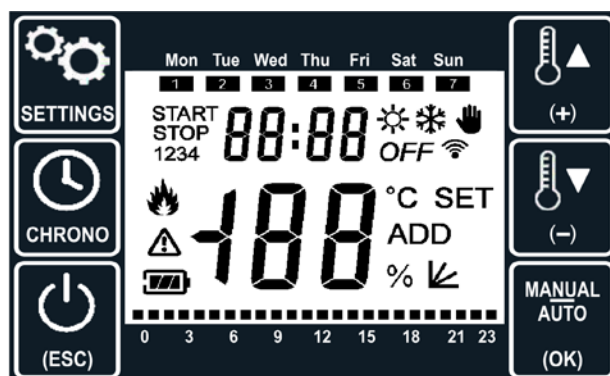 SETTINGS
CHRONO
(ESC)
Mon Tue Wed Thu Fri Sat Sun
1 2 3 4 5 6 7
START
STOP
1234
88:88
OFF
-188
°C SET
ADD
%
0 3 6 9 12 15 18 21 23
(+)
(−)
MANUAL
AUTO
(OK)